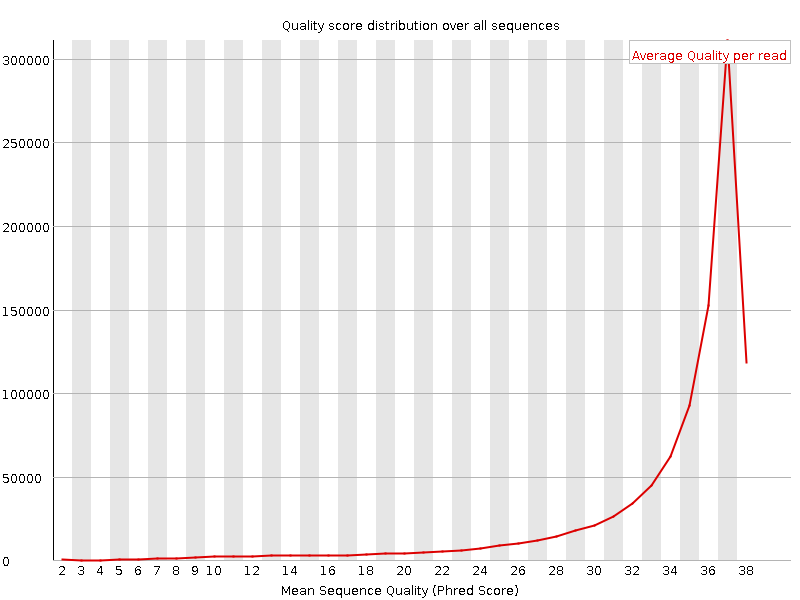 Quality score distribution over all sequences
Average Quality per read
300000
250000
200000
150000
100000
50000
0
2 3 4 5 6 7 8 9 10 12 14 16 18 20 22 24 26 28 30 32 34 36 38
Mean Sequence Quality (Phred Score)